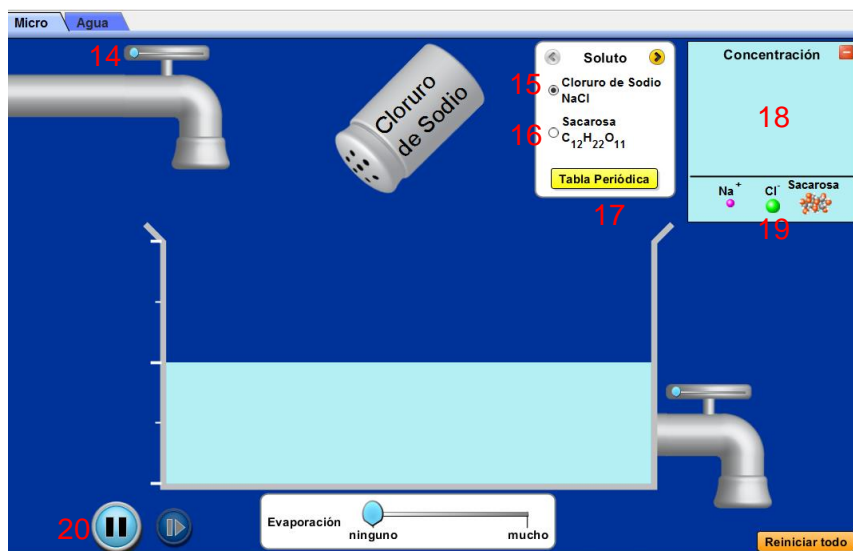 Micro
Agua
14
Cloruro
de Sodio
Soluto
15
Cloruro de Sodio
NaCl
16
Sacarosa
C₁₂H₂₂O₁₁
Tabla Periódica
17
Concentración
18
Na⁺
Cl⁻
Sacarosa
19
20
Evaporación
ninguno
mucho
Reiniciar todo